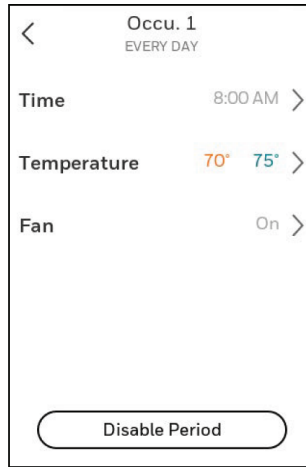 Occu. 1
EVERY DAY
Time 8:00 AM
Temperature 70° 75°
Fan On
Disable Period